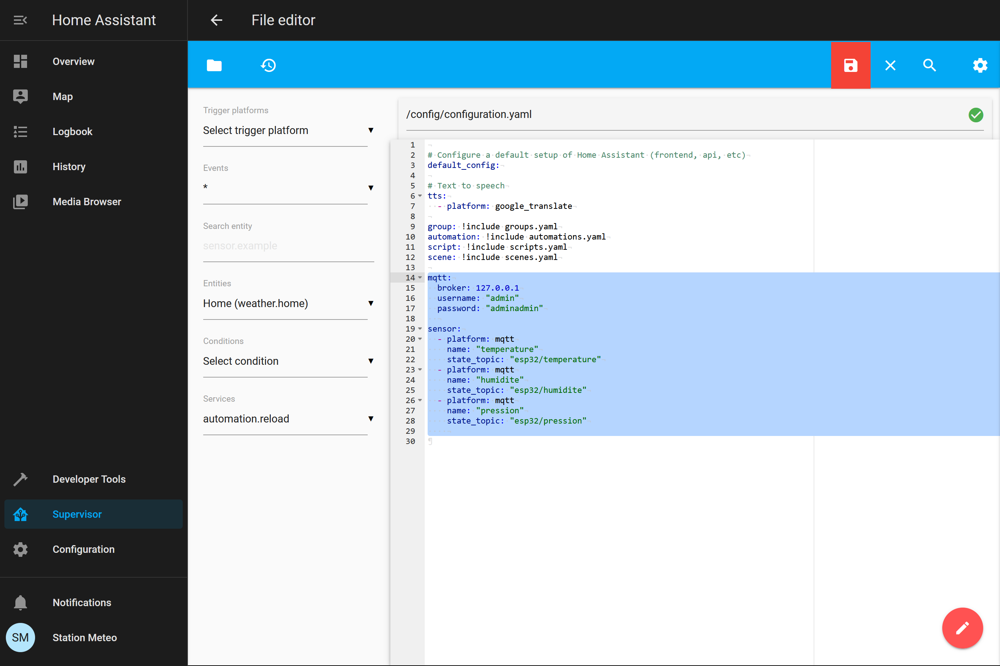 Home Assistant
File editor
Overview
Map
Logbook
History
Media Browser
Developer Tools
Supervisor
Configuration
Notifications
SM
Station Meteo
Trigger platforms
Select trigger platform
Events
*
Search entity
sensor.example
Entities
Home (weather.home)
Conditions
Select condition
Services
automation.reload
/config/configuration.yaml
1
2 # Configure a default setup of Home Assistant (frontend, api, etc)
3 default_config:
4
5 # Text to speech
6 tts:
7   - platform: google_translate
8
9 group: !include groups.yaml
10 automation: !include automations.yaml
11 script: !include scripts.yaml
12 scene: !include scenes.yaml
13
14 mqtt:
15   broker: 127.0.0.1
16   username: "admin"
17   password: "adminadmin"
18
19 sensor:
20   - platform: mqtt
21     name: "temperature"
22     state_topic: "esp32/temperature"
23   - platform: mqtt
24     name: "humidite"
25     state_topic: "esp32/humidite"
26   - platform: mqtt
27     name: "pression"
28     state_topic: "esp32/pression"
29
30